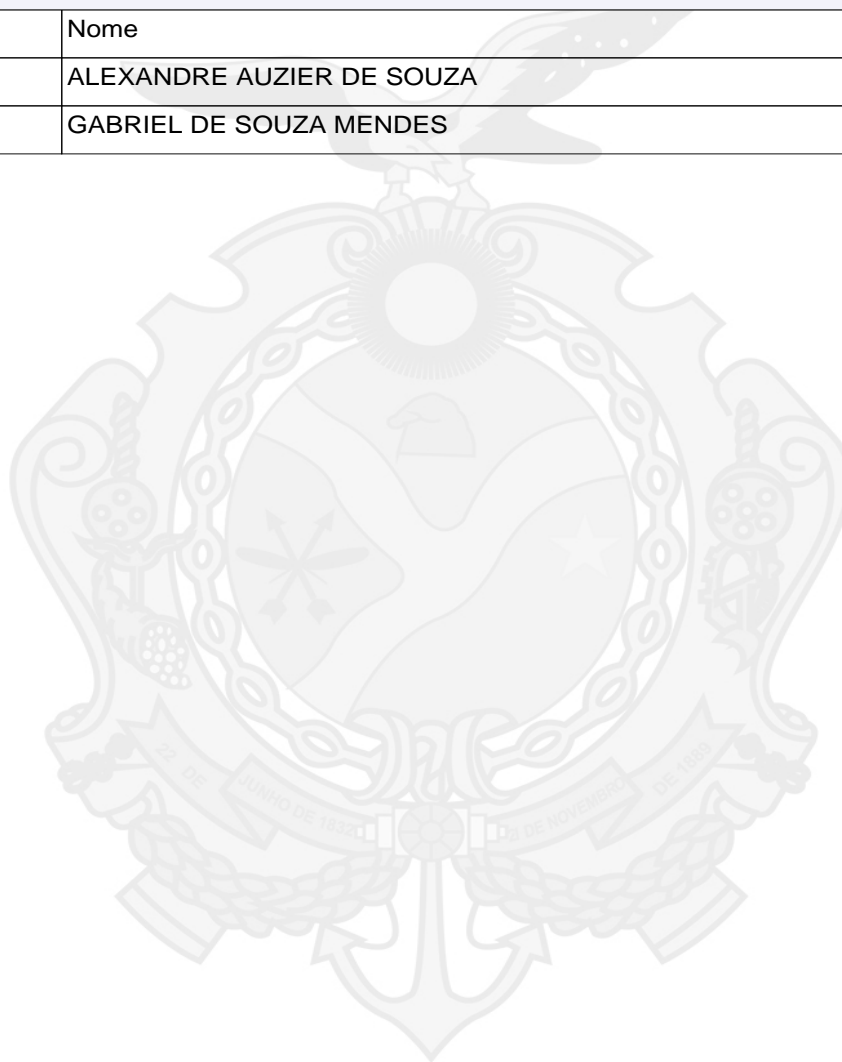 Nome
ALEXANDRE AUZIER DE SOUZA
GABRIEL DE SOUZA MENDES
22 DE JUNHO DE 1832
DE NOVEMBRO DE 1889